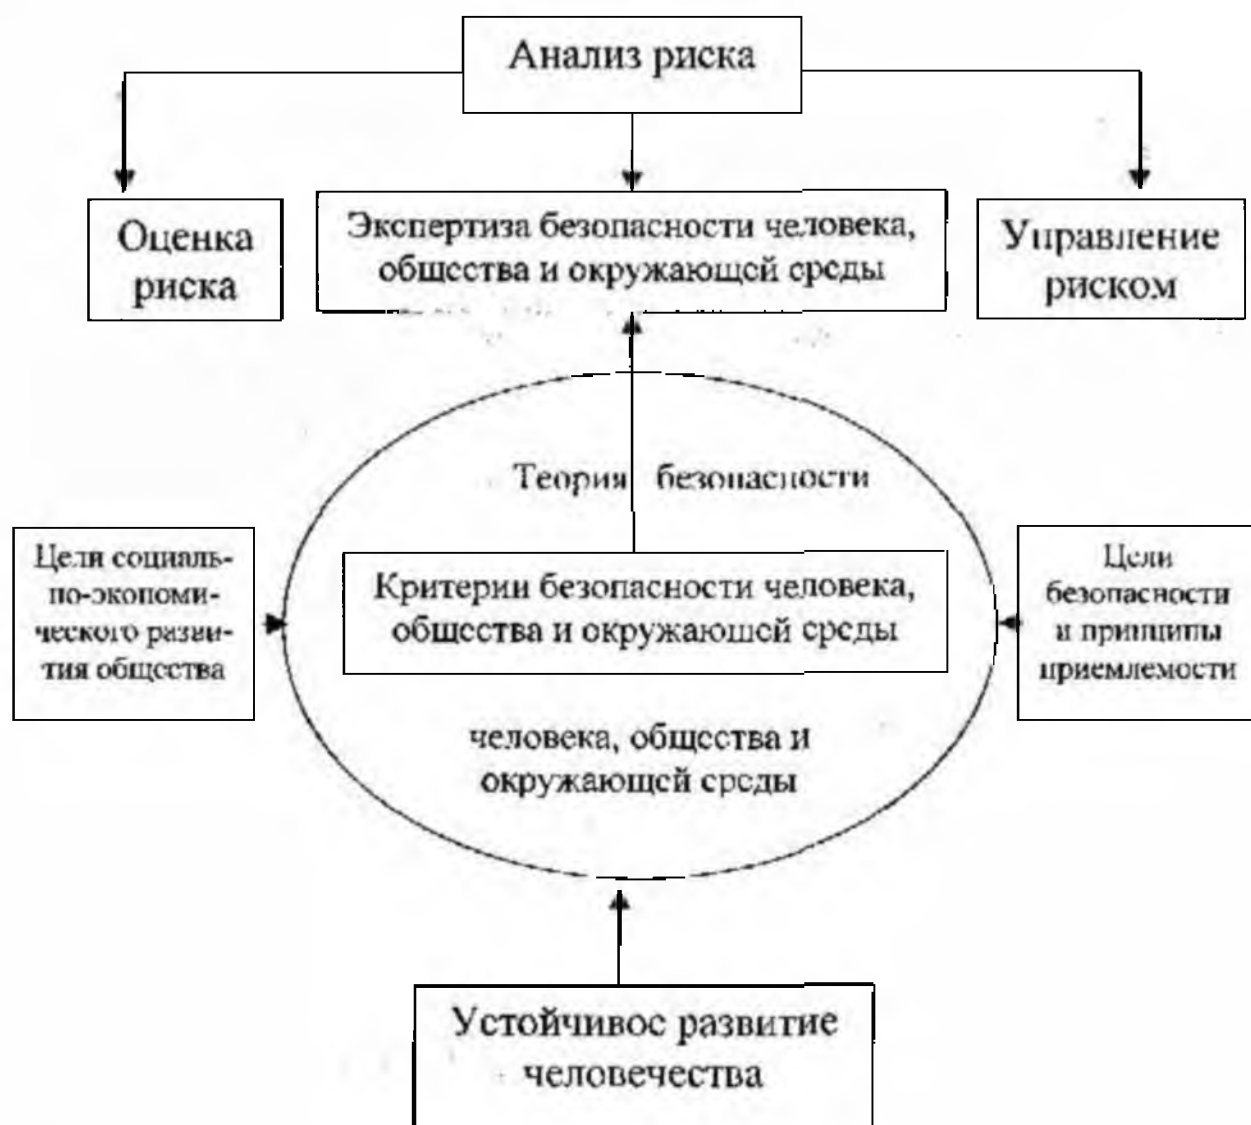 Анализ риска
Оценка
риска
Экспертиза безопасности человека,
общества и окружающей среды
Управление
риском
Теория безопасности
Цели социаль-
но-экономи-
ческого разви-
тия общества
Критерии безопасности человека,
общества и окружающей среды
Цели
безопасности
и принципы
приемлемости
человека, общества и
окружающей среды
Устойчивое развитие
человечества